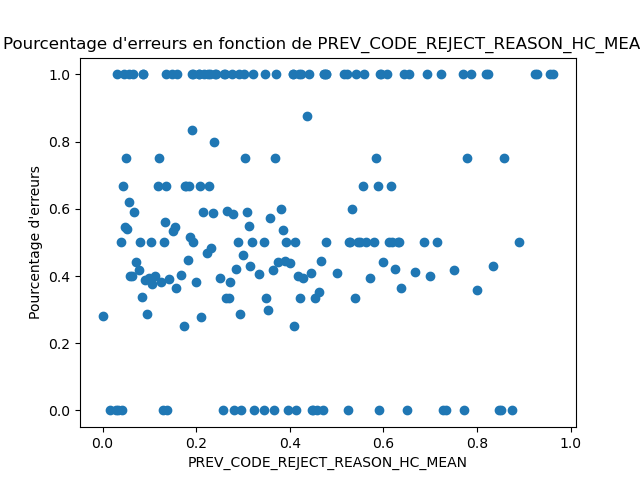 Pourcentage d'erreurs en fonction de PREV_CODE_REJECT_REASON_HC_MEA
1.0
0.8
0.6
0.4
0.2
0.0
Pourcentage d'erreurs
0.0 0.2 0.4 0.6 0.8 1.0
PREV_CODE_REJECT_REASON_HC_MEAN